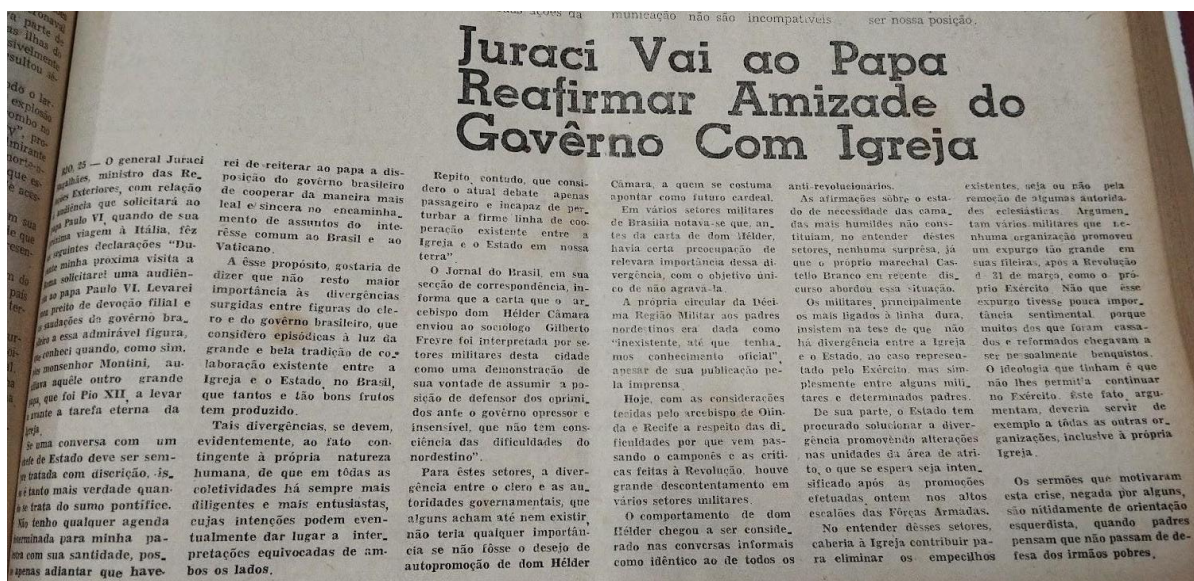 municação não são incompatíveis
ser nossa posição.
Juraci Vai ao Papa
Reafirmar Amizade do
Govêrno Com Igreja
RIO, 25 — O general Juraci
ministro das Re-
Exteriores, com relação
audiência que solicitará ao
Paulo VI, quando de sua
viagem à Itália, fêz
seguintes declarações "Du-
minha próxima visita a
solicitarei uma audiên-
ao papa Paulo VI. Levarei
preito de devoção filial e
saudações do govêrno bra-
a essa admirável figura,
conheci quando, como sim-
monsenhor Montini, au-
aquêle outro grande
papa, que foi Pio XII, a levar
avante a tarefa eterna da
Igreja.
uma conversa com um
de Estado deve ser sem-
tratada com discrição, is-
é tanto mais verdade quan-
se trata do sumo pontífice.
Não tenho qualquer agenda
para minha
com sua santidade, pos-
apenas adiantar que have-
rei de reiterar ao papa a dis-
posição do govêrno brasileiro
de cooperar da maneira mais
leal e sincera no encaminha-
mento de assuntos do inte-
rêsse comum ao Brasil e ao
Vaticano.
A êsse propósito, gostaria de
dizer que não resto maior
importância às divergências
surgidas entre figuras do cle-
ro e do govêrno brasileiro, que
considero episódicas à luz da
grande e bela tradição de co-
laboração existente entre a
Igreja e o Estado, no Brasil,
que tantos e tão bons frutos
tem produzido.
Tais divergências, se devem,
evidentemente, ao fato con-
tingente à própria natureza
humana, de que em tôdas as
coletividades há sempre mais
diligentes e mais entusiastas,
cujas intenções podem even-
tualmente dar lugar a inter-
pretações equivocadas de am-
bos os lados.
Repito, contudo, que consi-
dero o atual debate apenas
passageiro e incapaz de per-
turbar a firme linha de coo-
peração existente entre a
Igreja e o Estado em nossa
terra".
O Jornal do Brasil, em sua
secção de correspondência, in-
forma que a carta que o ar-
cebispo dom Hélder Câmara
enviou ao sociologo Gilberto
Freyre foi interpretada por se-
tores militares desta cidade
como uma demonstração de
sua vontade de assumir a po-
sição de defensor dos oprimi-
dos ante o govêrno opressor e
insensível, que não tem cons-
ciência das dificuldades do
nordestino".
Para êstes setores, a diver-
gência entre o clero e as au-
toridades governamentais, que
alguns acham até nem existir,
não teria qualquer importân-
cia se não fôsse o desejo de
autopromoção de dom Hélder
Câmara, a quem se costuma
apontar como futuro cardeal.
Em vários setores militares
de Brasília notava-se que, an-
tes da carta de dom Hélder,
havia certa preocupação de
relevara importância dessa di-
vergência, com o objetivo úni-
co de não agravá-la.
A própria circular da Déci-
ma Região Militar aos padres
nordestinos era dada como
"inexistente, até que tenha-
mos conhecimento oficial",
apesar de sua publicação pe-
la imprensa.
Hoje, com as considerações
tecidas pelo arcebispo de Olin-
da e Recife a respeito das di-
ficuldades por que vem pas-
sando o camponês e as criti-
cas feitas à Revolução, houve
grande descontentamento em
vários setores militares.
O comportamento de dom
Hélder chegou a ser conside-
rado nas conversas informais
como idêntico ao de todos os
anti-revolucionarios.
As afirmações sôbre o esta-
do de necessidade das cama-
das mais humildes não cons-
tituiam, no entender dêstes
setores, nenhuma surprêsa, já
que o próprio marechal Cas-
tello Branco em recente dis-
curso abordou essa situação.
Os militares, principalmente
os mais ligados à linha dura,
insistem na tese de que não
há divergência entre a Igreja
e o Estado, no caso represen-
tado pelo Exército, mas sim-
plesmente entre alguns mili-
tares e determinados padres.
De sua parte, o Estado tem
procurado solucionar a diver-
gência promovendo alterações
nas unidades da área de atri-
to, o que se espera seja inten-
sificado após as promoções
efetuadas ontem nos altos
escalões das Fôrças Armadas.
No entender dêsses setores,
caberia à Igreja contribuir pa-
ra eliminar os empecilhos
existentes, seja ou não pela
remoção de algumas autorida-
des eclesiásticas. Argumen-
tam vários militares que ne-
nhuma organização promoveu
um expurgo tão grande em
suas fileiras, após a Revolução
d 31 de março, como o pró-
prio Exército Não que êsse
expurgo tivesse pouca impor-
tância sentimental, porque
muitos dos que foram cassa-
dos e reformados chegavam a
ser pessoalmente benquistos.
O ideologia que tinham é que
não lhes permit'a continuar
no Exército. Este fato, argu-
mentam, deveria servir de
exemplo a tôdas as outras or-
ganizações, inclusive à própria
Igreja.
Os sermões que motivaram
esta crise, negada por alguns,
são nitidamente de orientação
esquerdista, quando padres
pensam que não passam de de-
fesa dos irmãos pobres.